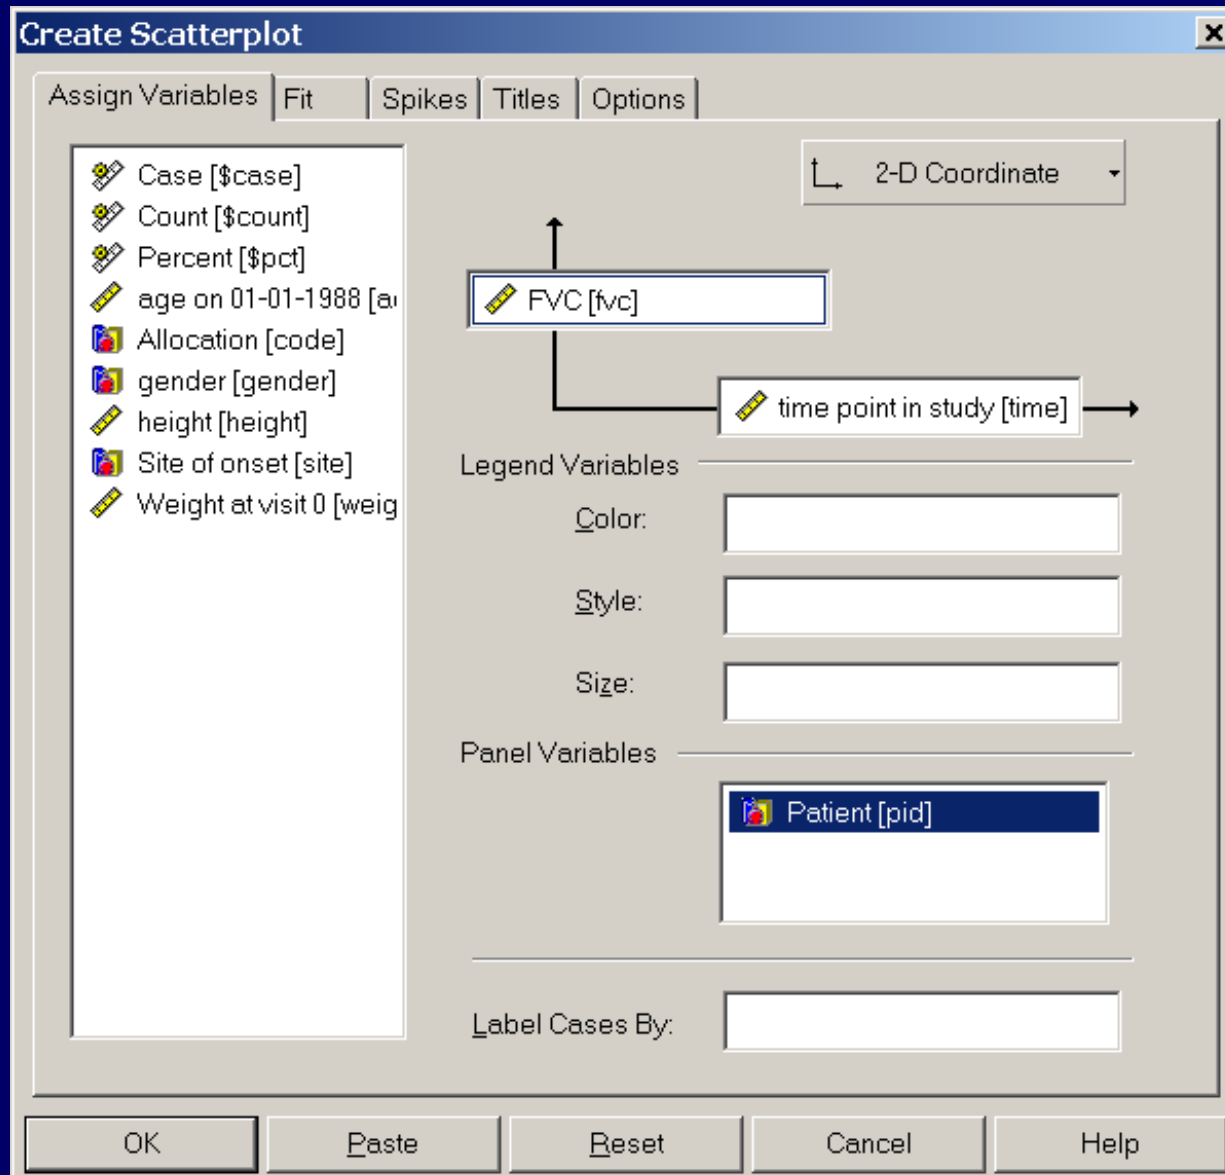 Create Scatterplot
Assign Variables
Fit
Spikes
Titles
Options
Case [$case]
Count [$count]
Percent [$pct]
age on 01-01-1988 [a
Allocation [code]
gender [gender]
height [height]
Site of onset [site]
Weight at visit 0 [weig
2-D Coordinate
FVC [fvc]
time point in study [time]
Legend Variables
Color:
Style:
Size:
Panel Variables
Patient [pid]
Label Cases By:
OK
Paste
Reset
Cancel
Help